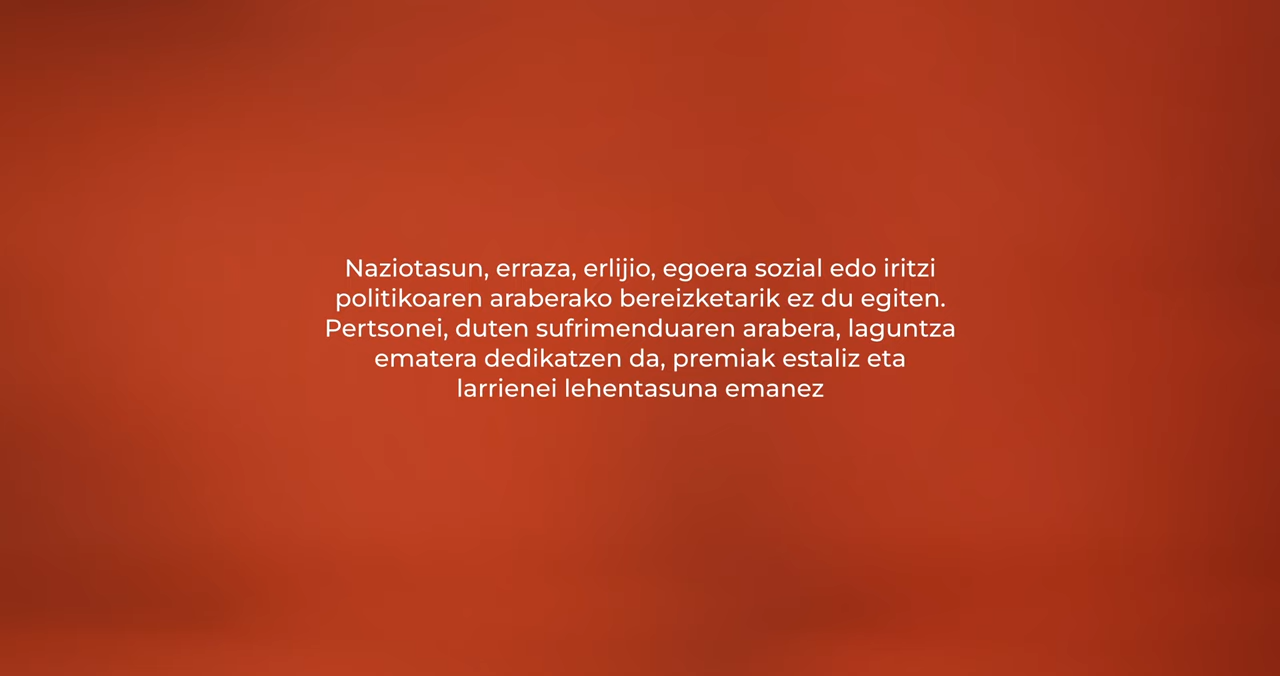 Naziotasun, erraza, erlijio, egoera sozial edo iritzi
politikoaren araberako bereizketarik ez du egiten.
Pertsonei, duten sufrimenduaren arabera, laguntza
ematera dedikatzen da, premiak estaliz eta
larrienei lehentasuna emanez